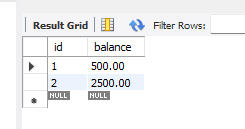 Result Grid Filter Rows:
id balance
1 500.00
2 2500.00
NULL NULL